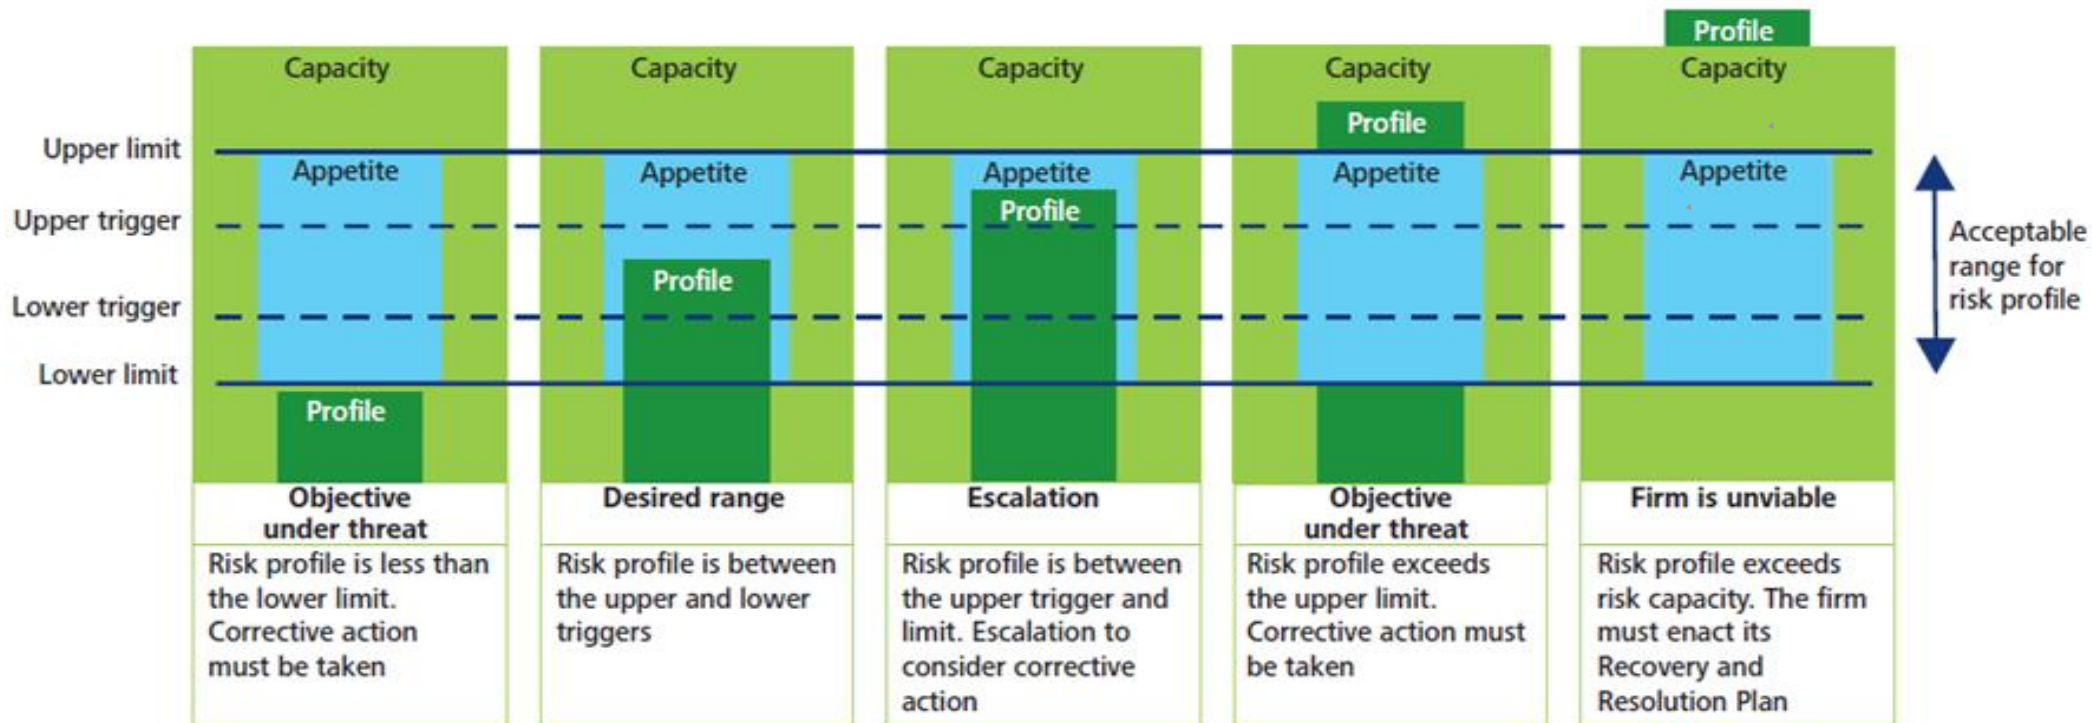 Profile
Capacity
Capacity
Capacity
Capacity
Capacity
Profile
Upper limit
Appetite
Appetite
Appetite
Appetite
Appetite
Upper trigger
Profile
Acceptable
range for
risk profile
Profile
Lower trigger
Lower limit
Profile
Objective
under threat
Risk profile is less than
the lower limit.
Corrective action
must be taken
Desired range
Risk profile is between
the upper and lower
triggers
Escalation
Risk profile is between
the upper trigger and
limit. Escalation to
consider corrective
action
Objective
under threat
Risk profile exceeds
the upper limit.
Corrective action must
be taken
Firm is unviable
Risk profile exceeds
risk capacity. The firm
must enact its
Recovery and
Resolution Plan